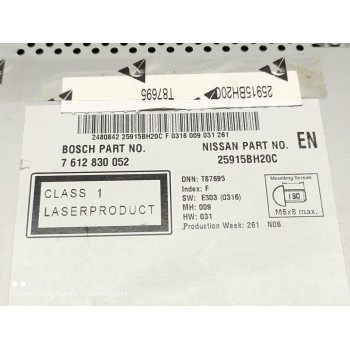 25915BH20C
T87695
2480842 25915BH20C F 0316 009 031 261
BOSCH PART NO.
7 612 830 052
NISSAN PART NO.
25915BH20C
EN
CLASS 1
LASERPRODUCT
DNN: T87695
Index: F
SW: E303 (0316)
MH: 009
HW: 031
Production Week: 261 N06
Mounting Screws
M5x8 max.